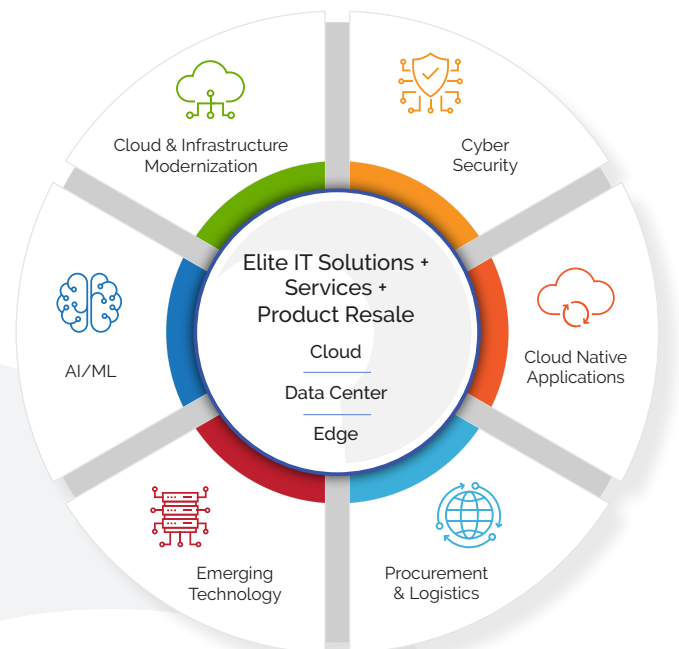 Cloud & Infrastructure
Modernization
Cyber
Security
Elite IT Solutions +
Services +
Product Resale
Cloud
Data Center
Edge
AI/ML
Cloud Native
Applications
Emerging
Technology
Procurement
& Logistics